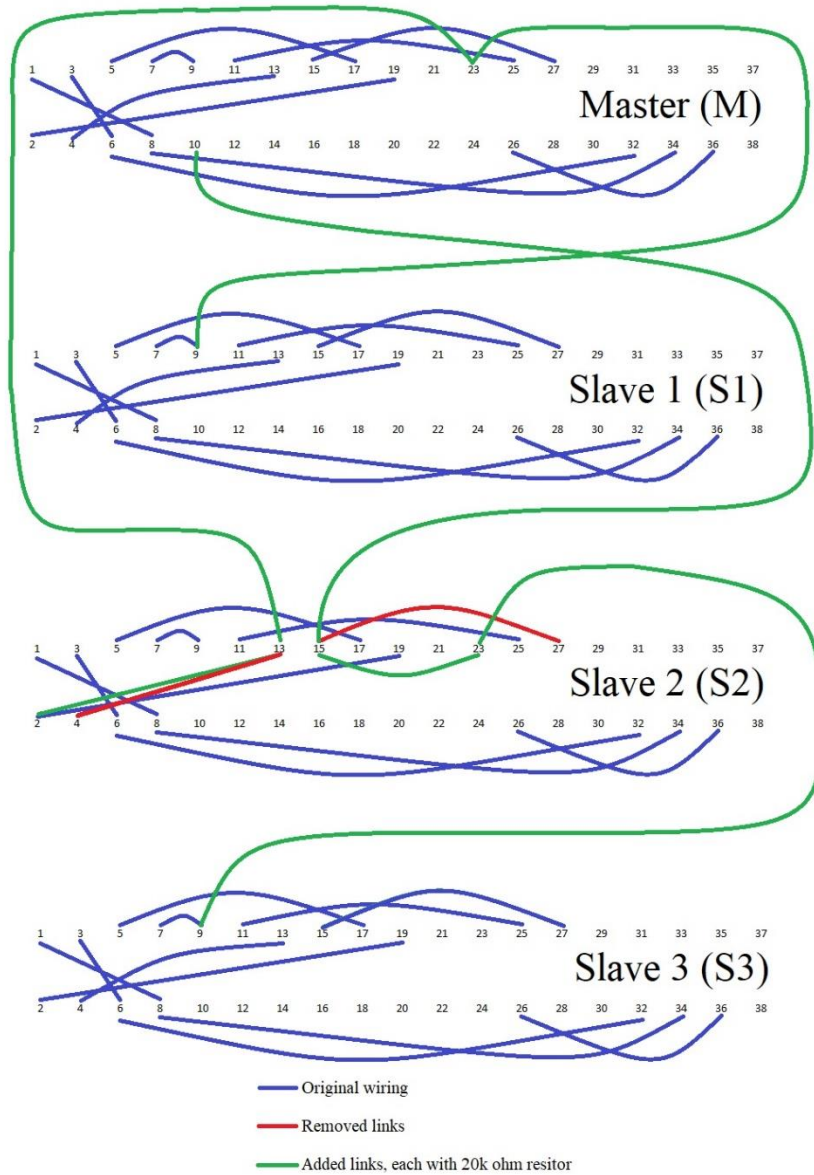 1 3 5 7 9 11 13 15 17 19 21 23 25 27 29 31 33 35 37
Master (M)
2 4 6 8 10 12 14 16 18 20 22 24 26 28 30 32 34 36 38
1 3 5 7 9 11 13 15 17 19 21 23 25 27 29 31 33 35 37
Slave 1 (S1)
2 4 6 8 10 12 14 16 18 20 22 24 26 28 30 32 34 36 38
1 3 5 7 9 11 13 15 17 19 21 23 25 27 29 31 33 35 37
Slave 2 (S2)
2 4 6 8 10 12 14 16 18 20 22 24 26 28 30 32 34 36 38
1 3 5 7 9 11 13 15 17 19 21 23 25 27 29 31 33 35 37
Slave 3 (S3)
2 4 6 8 10 12 14 16 18 20 22 24 26 28 30 32 34 36 38
Original wiring
Removed links
Added links, each with 20k ohm resitor